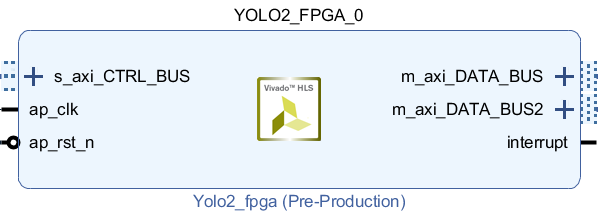 YOLO2_FPGA_0
s_axi_CTRL_BUS
ap_clk
ap_rst_n
Vivado™ HLS
m_axi_DATA_BUS
m_axi_DATA_BUS2
interrupt
Yolo2_fpga (Pre-Production)